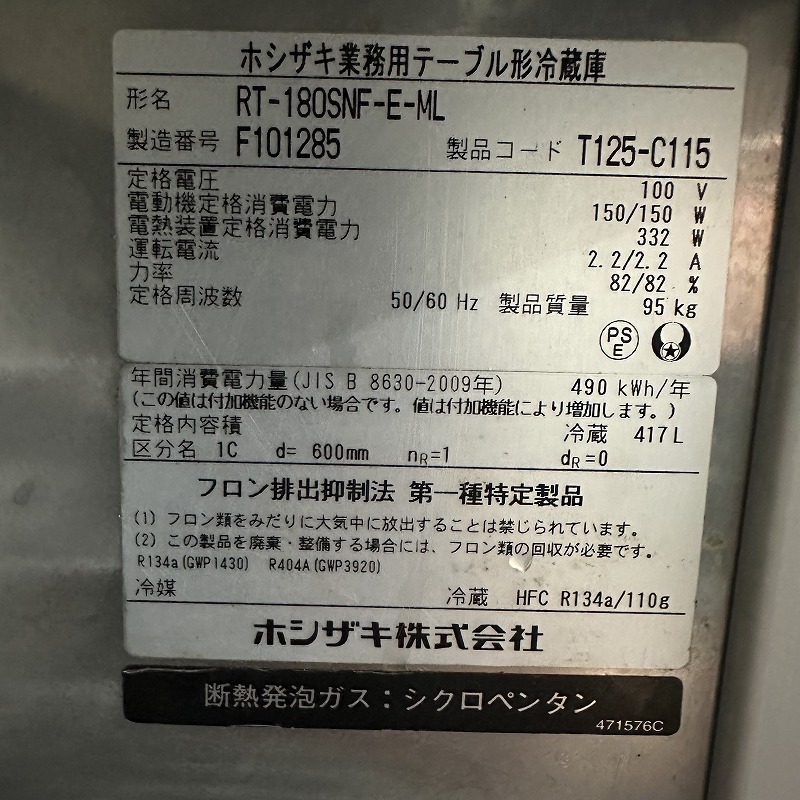 ホシザキ業務用テーブル形冷蔵庫
形名 RT-180SNF-E-ML
製造番号 F101285 製品コード T125-C115
定格電圧 100 V
電動機定格消費電力 150/150 W
電熱装置定格消費電力 332 W
運転電流 2.2/2.2 A
力率 82/82 %
定格周波数 50/60 Hz 製品質量 95 kg
PS
E
年間消費電力量(JIS B 8630-2009年) 490 kWh/年
(この値は付加機能のない場合です。値は付加機能により増加します。)
定格内容積 冷蔵 417L
区分名 1C d= 600mm nR=1 dR=0
フロン排出抑制法 第一種特定製品
(1) フロン類をみだりに大気中に放出することは禁じられています。
(2) この製品を廃棄・整備する場合には、フロン類の回収が必要です。
R134a(GWP1430) R404A(GWP3920)
冷媒 冷蔵 HFC R134a/110g
ホシザキ株式会社
断熱発泡ガス:シクロペンタン
471576C